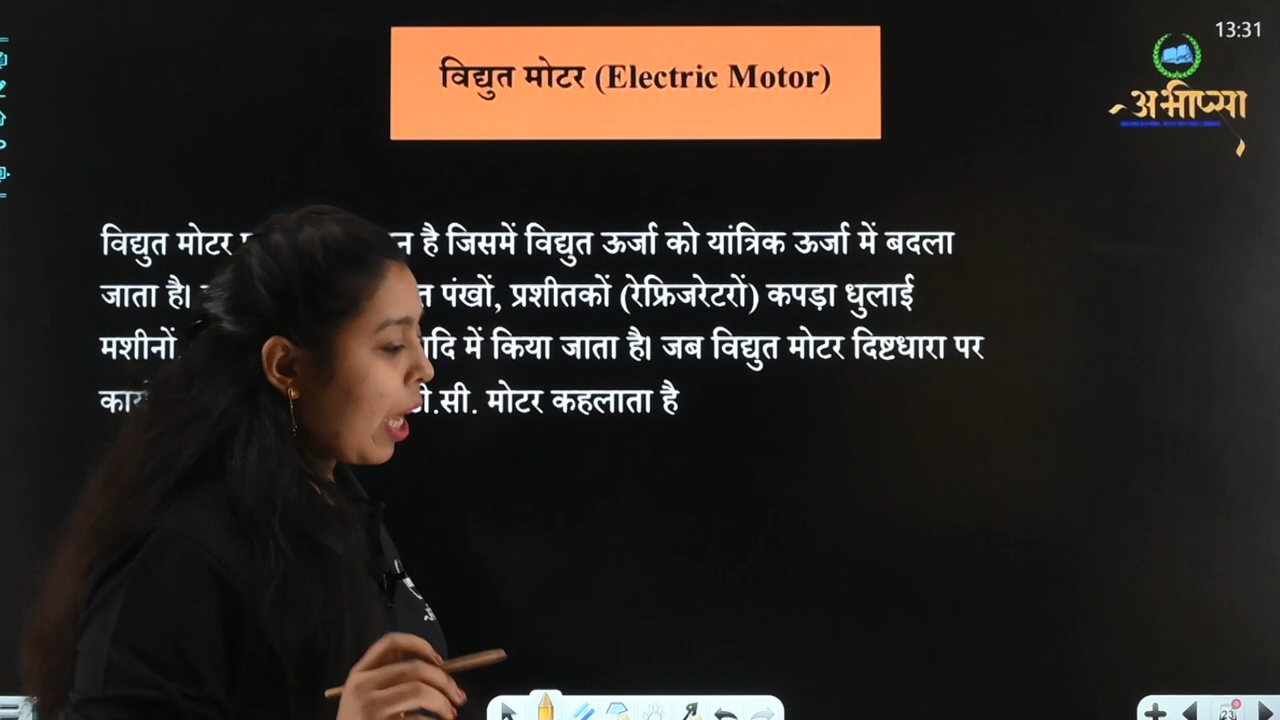 13:31
विद्युत मोटर (Electric Motor)
अभीप्सा
विद्युत मोटर है जिसमें विद्युत ऊर्जा को यांत्रिक ऊर्जा में बदला
जाता है। पंखों, प्रशीतकों (रेफ्रिजरेटरों) कपड़ा धुलाई
मशीनों में किया जाता है। जब विद्युत मोटर दिष्टधारा पर
मोटर कहलाता है
23